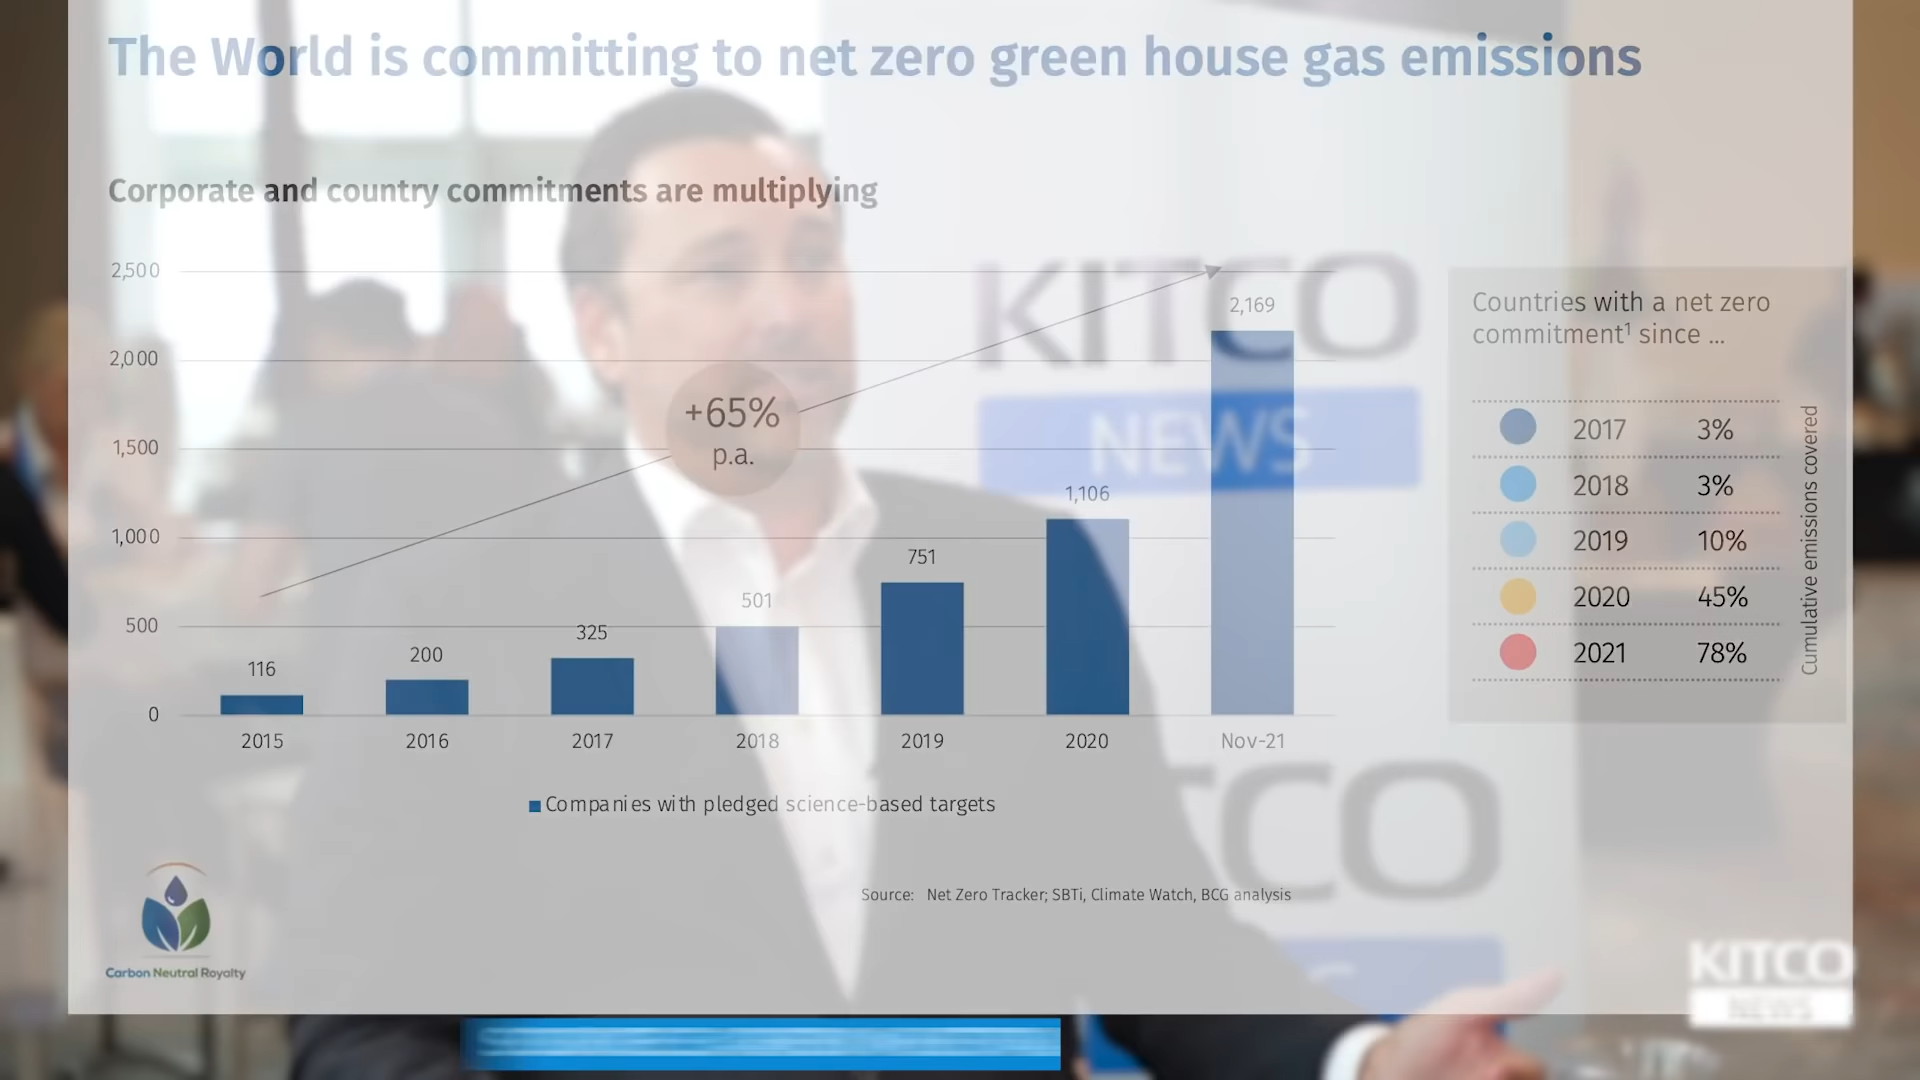 The World is committing to net zero green house gas emissions
Corporate and country commitments are multiplying
2,500
2,000
1,500
1,000
500
0
+65%
p.a.
116
200
325
501
751
1,106
2,169
2015
2016
2017
2018
2019
2020
Nov-21
Companies with pledged science-based targets
Countries with a net zero
commitment¹ since ...
2017 3%
2018 3%
2019 10%
2020 45%
2021 78%
Cumulative emissions covered
Source: Net Zero Tracker; SBTi, Climate Watch, BCG analysis
Carbon Neutral Royalty
KITCO
NEWS
KITCO
KITCO
NEWS